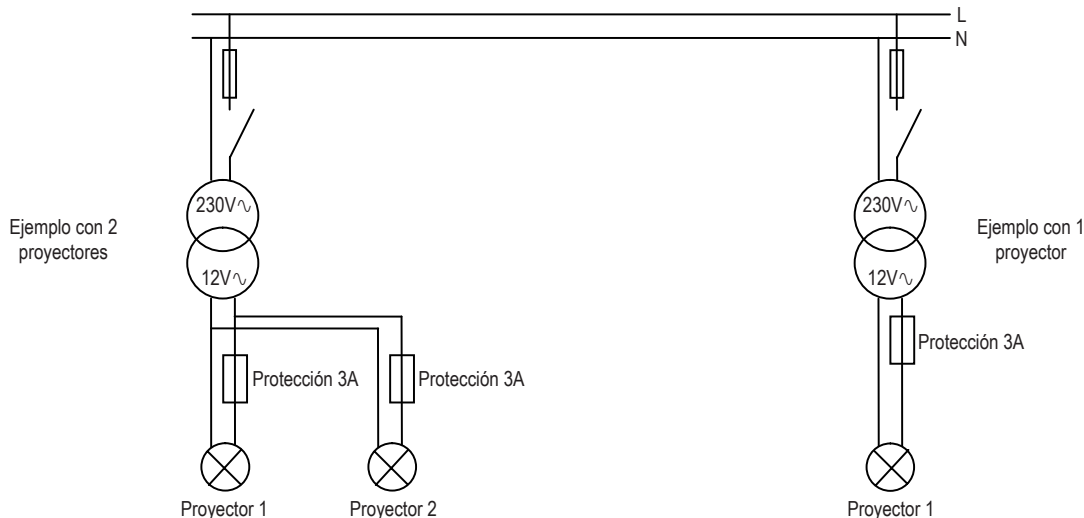 L
N
230V∿
230V∿
Ejemplo con 2
proyectores
Ejemplo con 1
proyector
12V∿
12V∿
Protección 3A
Protección 3A
Protección 3A
Proyector 1
Proyector 2
Proyector 1